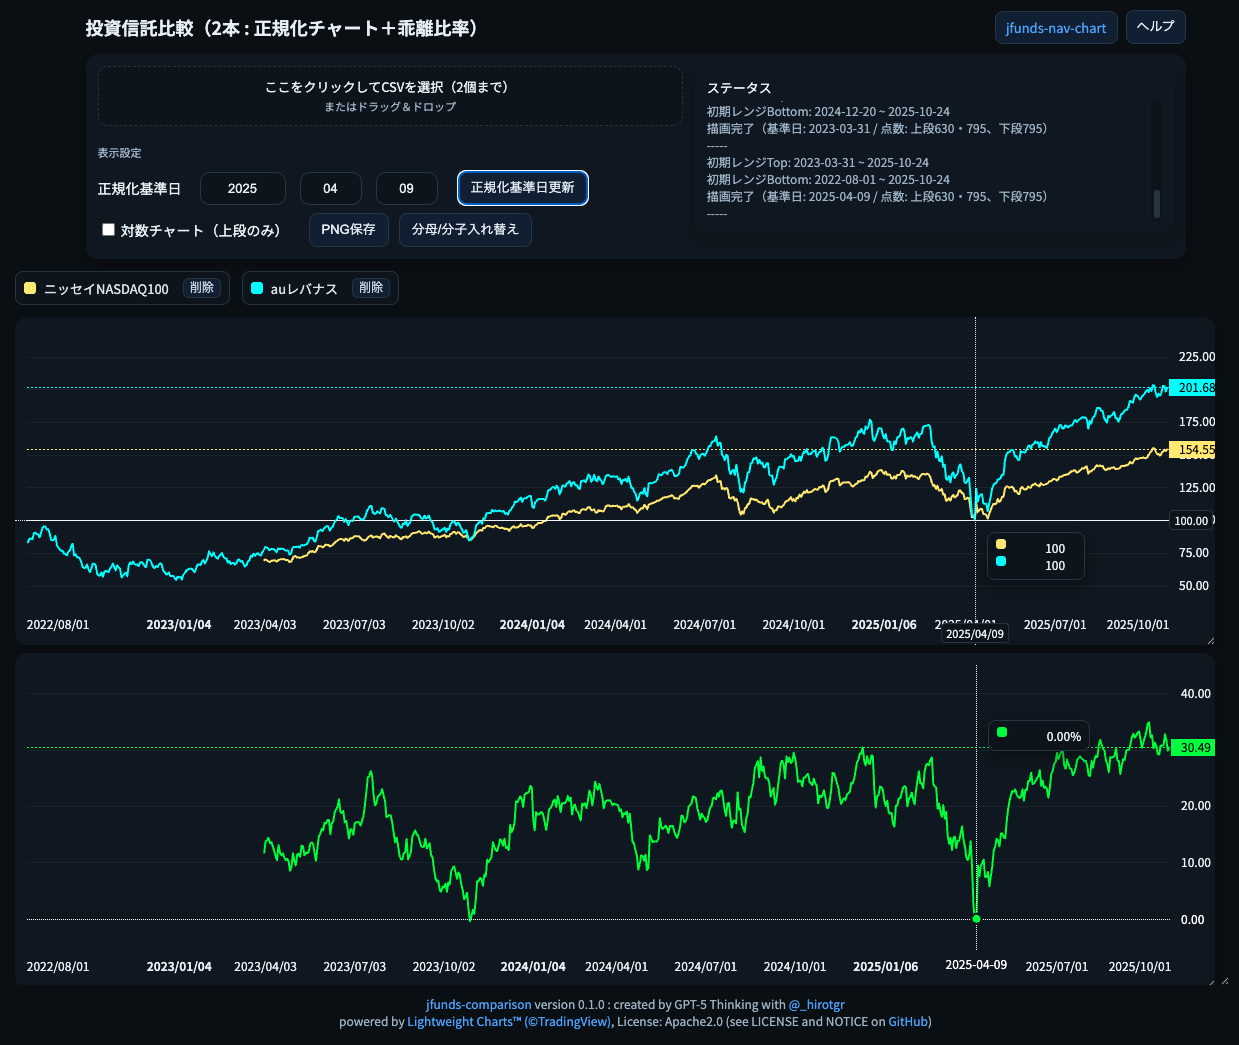 投資信託比較（2本 : 正規化チャート＋乖離比率）
jfunds-nav-chart
ヘルプ
ここをクリックしてCSVを選択（2個まで）
またはドラッグ＆ドロップ
表示設定
正規化基準日
2025
04
09
正規化基準日更新
対数チャート（上段のみ）
PNG保存
分母/分子入れ替え
ステータス
初期レンジBottom: 2024-12-20 ~ 2025-10-24
描画完了（基準日: 2023-03-31 / 点数: 上段630・795、下段795）
-----
初期レンジTop: 2023-03-31 ~ 2025-10-24
初期レンジBottom: 2022-08-01 ~ 2025-10-24
描画完了（基準日: 2025-04-09 / 点数: 上段630・795、下段795）
-----
ニッセイNASDAQ100
削除
auレバナス
削除
225.00
201.68
175.00
154.55
125.00
100.00
75.00
50.00
100
100
2022/08/01
2023/01/04
2023/04/03
2023/07/03
2023/10/02
2024/01/04
2024/04/01
2024/07/01
2024/10/01
2025/01/06
2025/04/09
2025/07/01
2025/10/01
40.00
0.00%
30.49
20.00
10.00
0.00
2022/08/01
2023/01/04
2023/04/03
2023/07/03
2023/10/02
2024/01/04
2024/04/01
2024/07/01
2024/10/01
2025/01/06
2025-04-09
2025/07/01
2025/10/01
jfunds-comparison version 0.1.0 : created by GPT-5 Thinking with @_hirotgr
powered by Lightweight Charts™ (©TradingView), License: Apache2.0 (see LICENSE and NOTICE on GitHub)